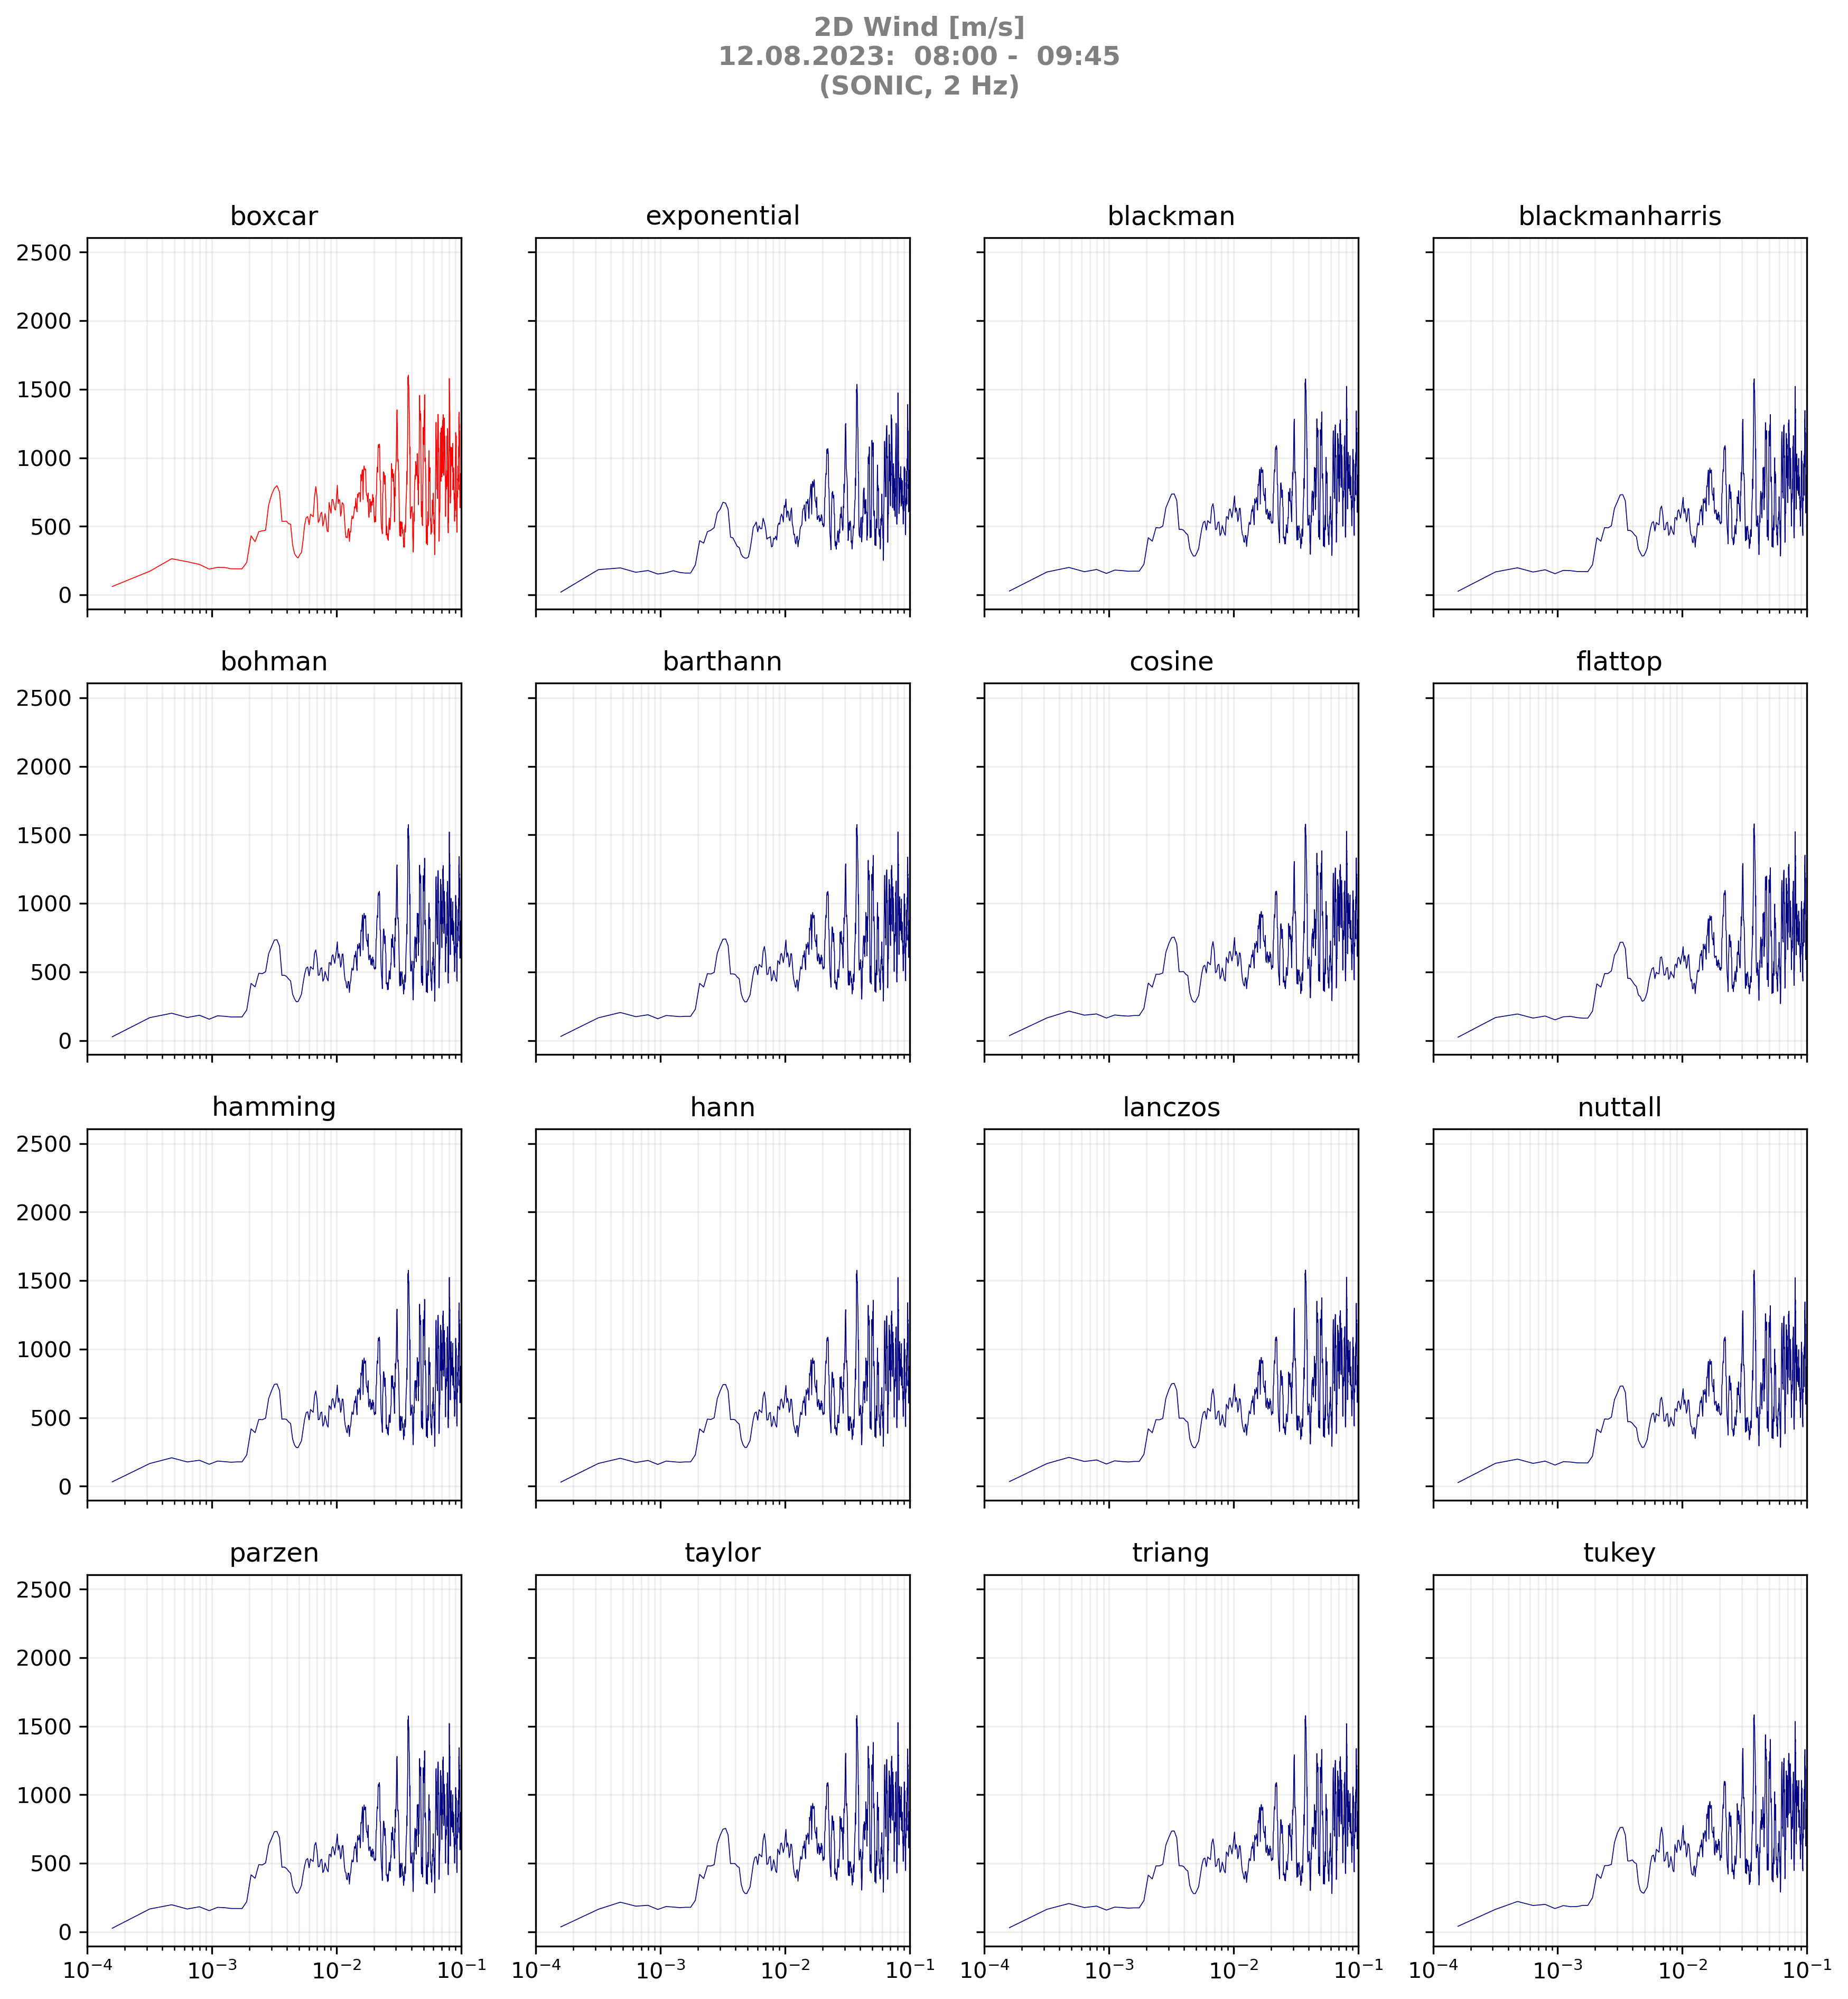 2D Wind [m/s]
12.08.2023:  08:00 -  09:45
(SONIC, 2 Hz)
boxcar
exponential
blackman
blackmanharris
2500
2000
1500
1000
500
0
bohman
barthann
cosine
flattop
2500
2000
1500
1000
500
0
hamming
hann
lanczos
nuttall
2500
2000
1500
1000
500
0
parzen
taylor
triang
tukey
2500
2000
1500
1000
500
0
10⁻⁴ 10⁻³ 10⁻² 10⁻¹
10⁻⁴ 10⁻³ 10⁻² 10⁻¹
10⁻⁴ 10⁻³ 10⁻² 10⁻¹
10⁻⁴ 10⁻³ 10⁻² 10⁻¹